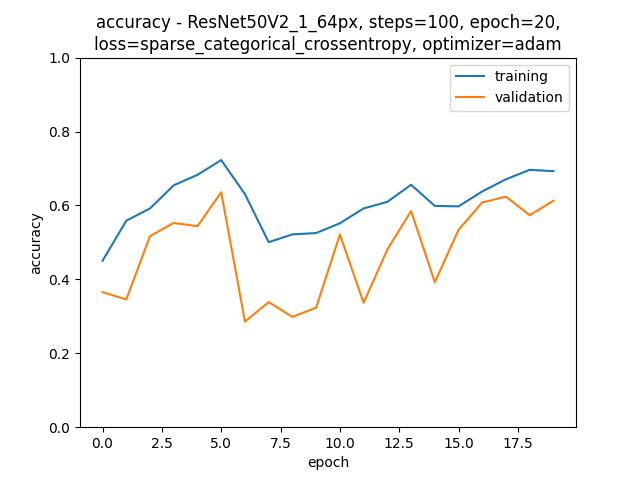 accuracy - ResNet50V2_1_64px, steps=100, epoch=20,
loss=sparse_categorical_crossentropy, optimizer=adam
training
validation
1.0
0.8
0.6
0.4
0.2
0.0
accuracy
0.0 2.5 5.0 7.5 10.0 12.5 15.0 17.5
epoch